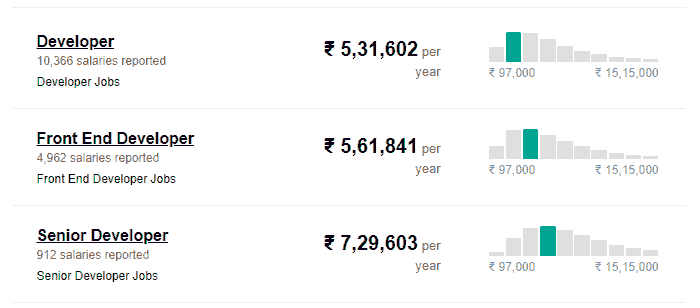 Developer
10,366 salaries reported
Developer Jobs
₹ 5,31,602 per
year
₹ 97,000 ₹ 15,15,000
Front End Developer
4,962 salaries reported
Front End Developer Jobs
₹ 5,61,841 per
year
₹ 97,000 ₹ 15,15,000
Senior Developer
912 salaries reported
Senior Developer Jobs
₹ 7,29,603 per
year
₹ 97,000 ₹ 15,15,000